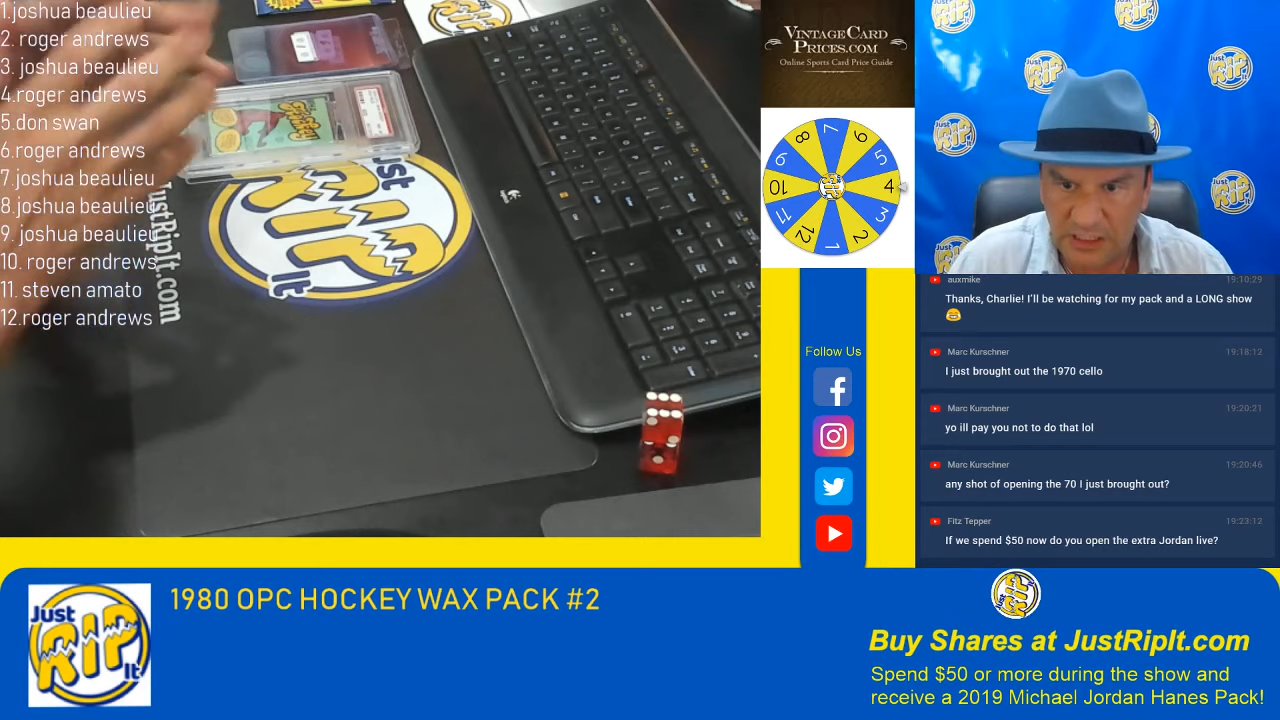 1.joshua beaulieu
2. roger andrews
3. joshua beaulieu
4.roger andrews
5.don swan
6.roger andrews
7.joshua beaulieu
8.joshua beaulieu
9. joshua beaulieu
10. roger andrews
11. steven amato
12.roger andrews
JustRipIt.com
Just
RIP
It
VINTAGECARD
PRICES.COM
Online Sports Card Price Guide
1 2 3 4 5 6 7 8 9 10 11 12
Follow Us
auxmike 19:10:29
Thanks, Charlie! I'll be watching for my pack and a LONG show
Marc Kurschner 19:18:12
I just brought out the 1970 cello
Marc Kurschner 19:20:21
yo ill pay you not to do that lol
Marc Kurschner 19:20:46
any shot of opening the 70 I just brought out?
Fitz Tepper 19:23:12
If we spend $50 now do you open the extra Jordan live?
Just
RIP
It
1980 OPC HOCKEY WAX PACK #2
Buy Shares at JustRipIt.com
Spend $50 or more during the show and
receive a 2019 Michael Jordan Hanes Pack!